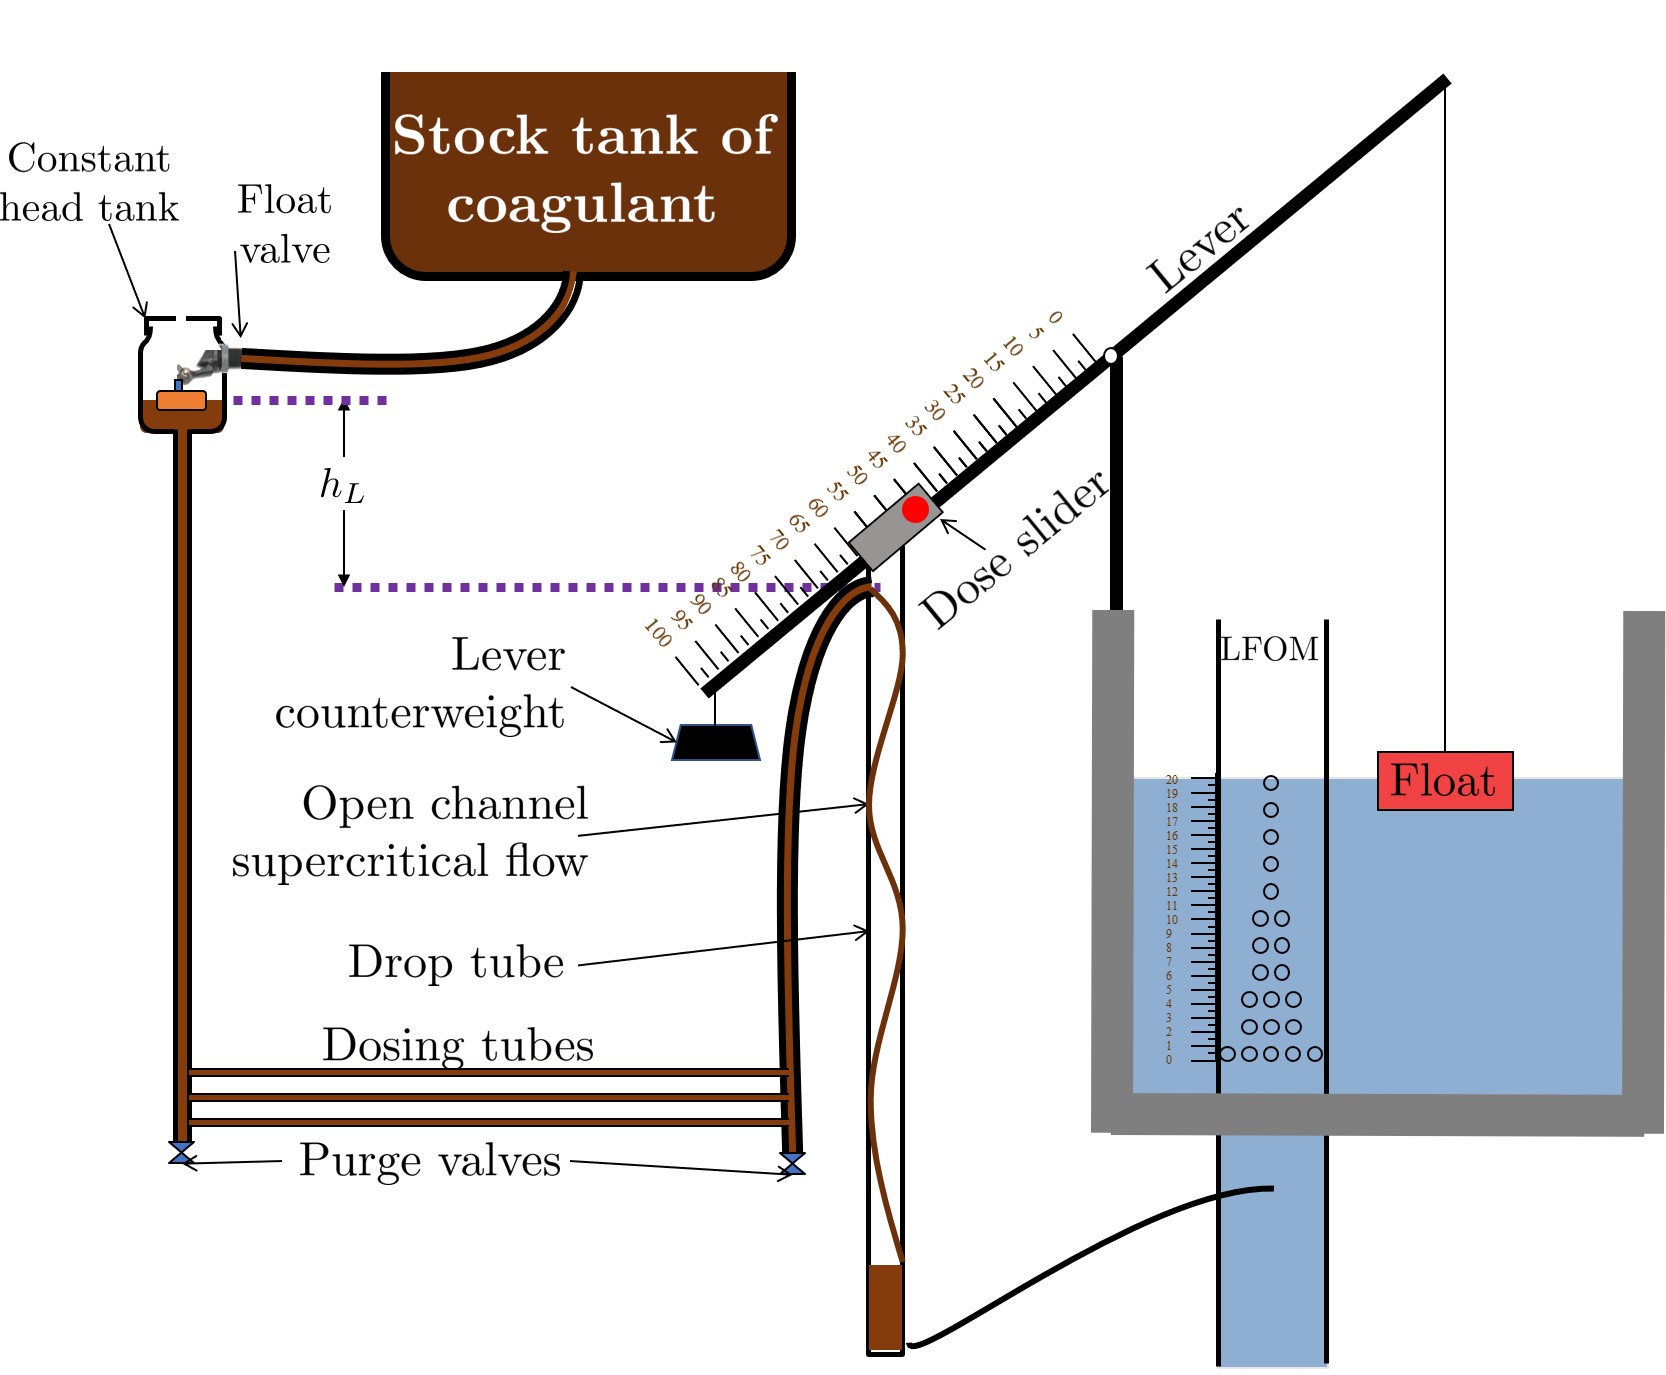 Stock tank of
coagulant
Constant
head tank
Float
valve
Lever
h_L
0
5
10
15
20
25
30
35
40
45
50
55
60
65
70
75
80
85
90
95
100
Dose slider
Lever
counterweight
LFOM
Float
Open channel
supercritical flow
20
19
18
17
16
15
14
13
12
11
10
9
8
7
6
5
4
3
2
1
0
Drop tube
Dosing tubes
Purge valves